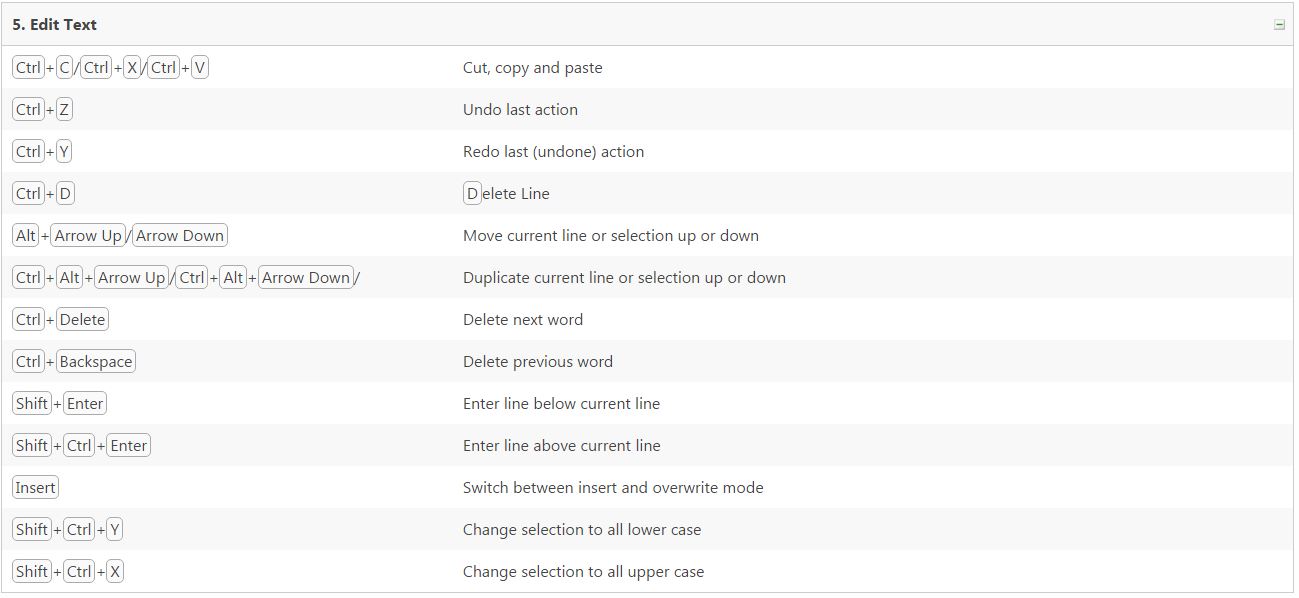 5. Edit Text
Ctrl+C/Ctrl+X/Ctrl+V Cut, copy and paste
Ctrl+Z Undo last action
Ctrl+Y Redo last (undone) action
Ctrl+D Delete Line
Alt+Arrow Up/Arrow Down Move current line or selection up or down
Ctrl+Alt+Arrow Up/Ctrl+Alt+Arrow Down/ Duplicate current line or selection up or down
Ctrl+Delete Delete next word
Ctrl+Backspace Delete previous word
Shift+Enter Enter line below current line
Shift+Ctrl+Enter Enter line above current line
Insert Switch between insert and overwrite mode
Shift+Ctrl+Y Change selection to all lower case
Shift+Ctrl+X Change selection to all upper case